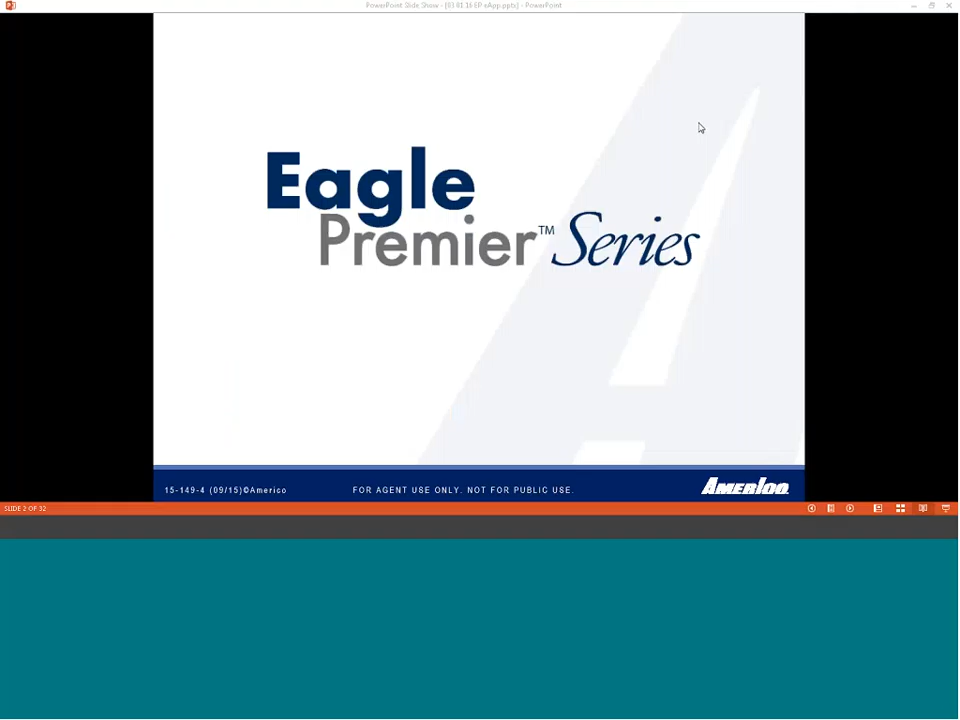 PowerPoint Slide Show - [03 01.16 EP eApp.pptx] - PowerPoint
Eagle
Premier™ Series
15-149-4 (09/15)©Americo
FOR AGENT USE ONLY. NOT FOR PUBLIC USE.
AMERICO
SLIDE 2 OF 32